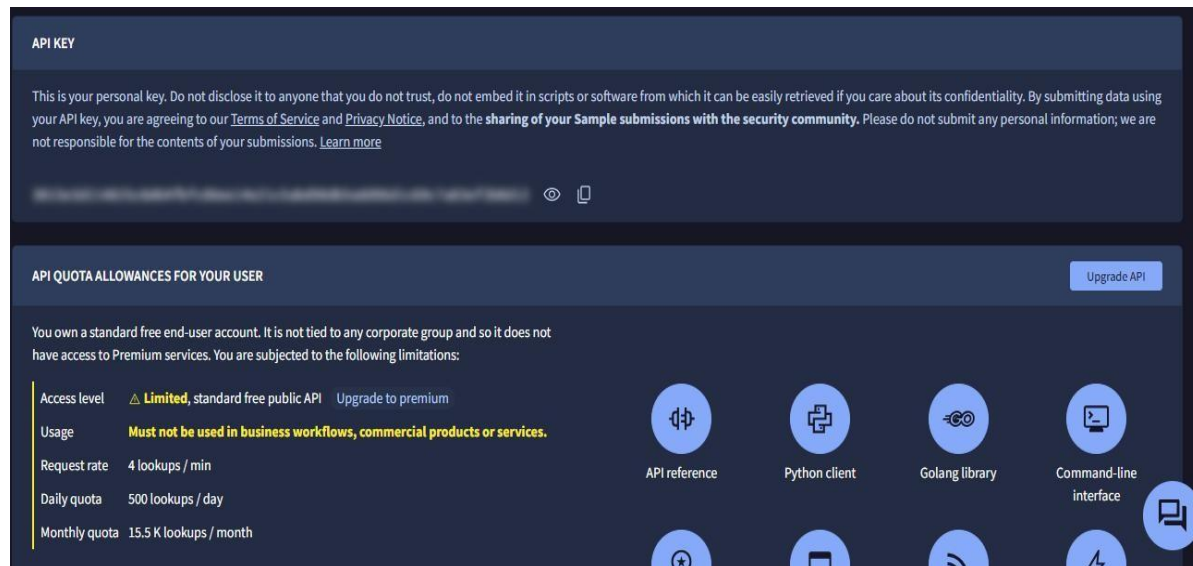 API KEY
This is your personal key. Do not disclose it to anyone that you do not trust, do not embed it in scripts or software from which it can be easily retrieved if you care about its confidentiality. By submitting data using
your API key, you are agreeing to our Terms of Service and Privacy Notice, and to the sharing of your Sample submissions with the security community. Please do not submit any personal information; we are
not responsible for the contents of your submissions. Learn more
API QUOTA ALLOWANCES FOR YOUR USER
Upgrade API
You own a standard free end-user account. It is not tied to any corporate group and so it does not
have access to Premium services. You are subjected to the following limitations:
Access level ⚠ Limited, standard free public API Upgrade to premium
Usage Must not be used in business workflows, commercial products or services.
Request rate 4 lookups / min
Daily quota 500 lookups / day
Monthly quota 15.5 K lookups / month
GO
API reference
Python client
Golang library
Command-line
interface